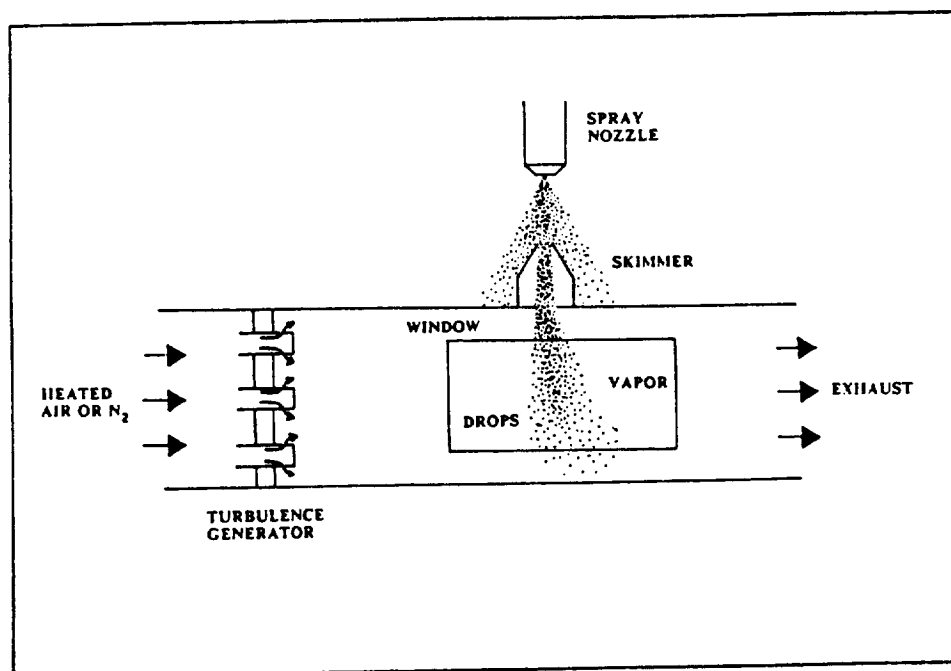 SPRAY
NOZZLE
SKIMMER
WINDOW
HEATED
AIR OR N₂
VAPOR
DROPS
EXHAUST
TURBULENCE
GENERATOR